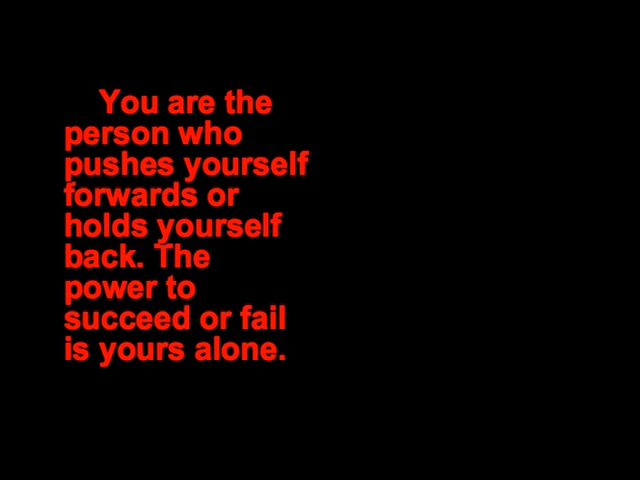 You are the
person who
pushes yourself
forwards or
holds yourself
back. The
power to
succeed or fail
is yours alone.